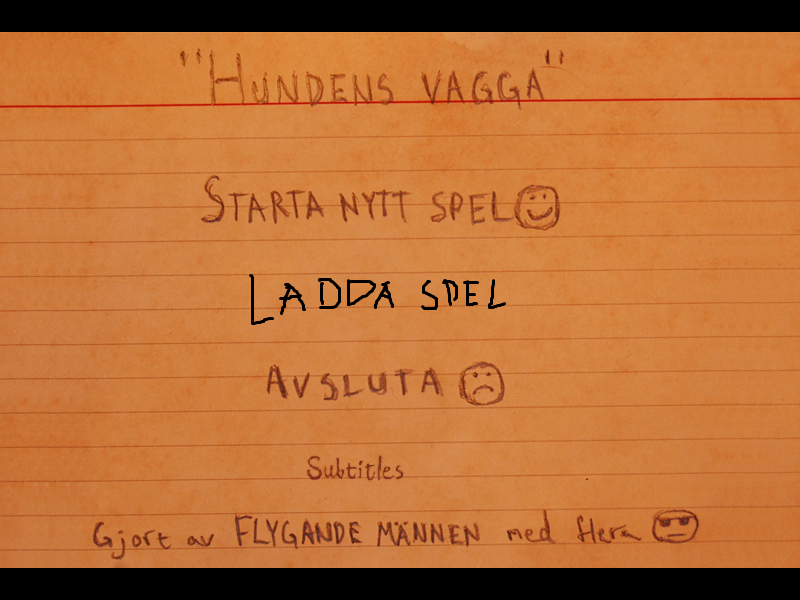 "HUNDENS VAGGA"
STARTA NYTT SPEL
LADDA SPEL
AVSLUTA
Subtitles
Gjort av FLYGANDE MÄNNEN med flera